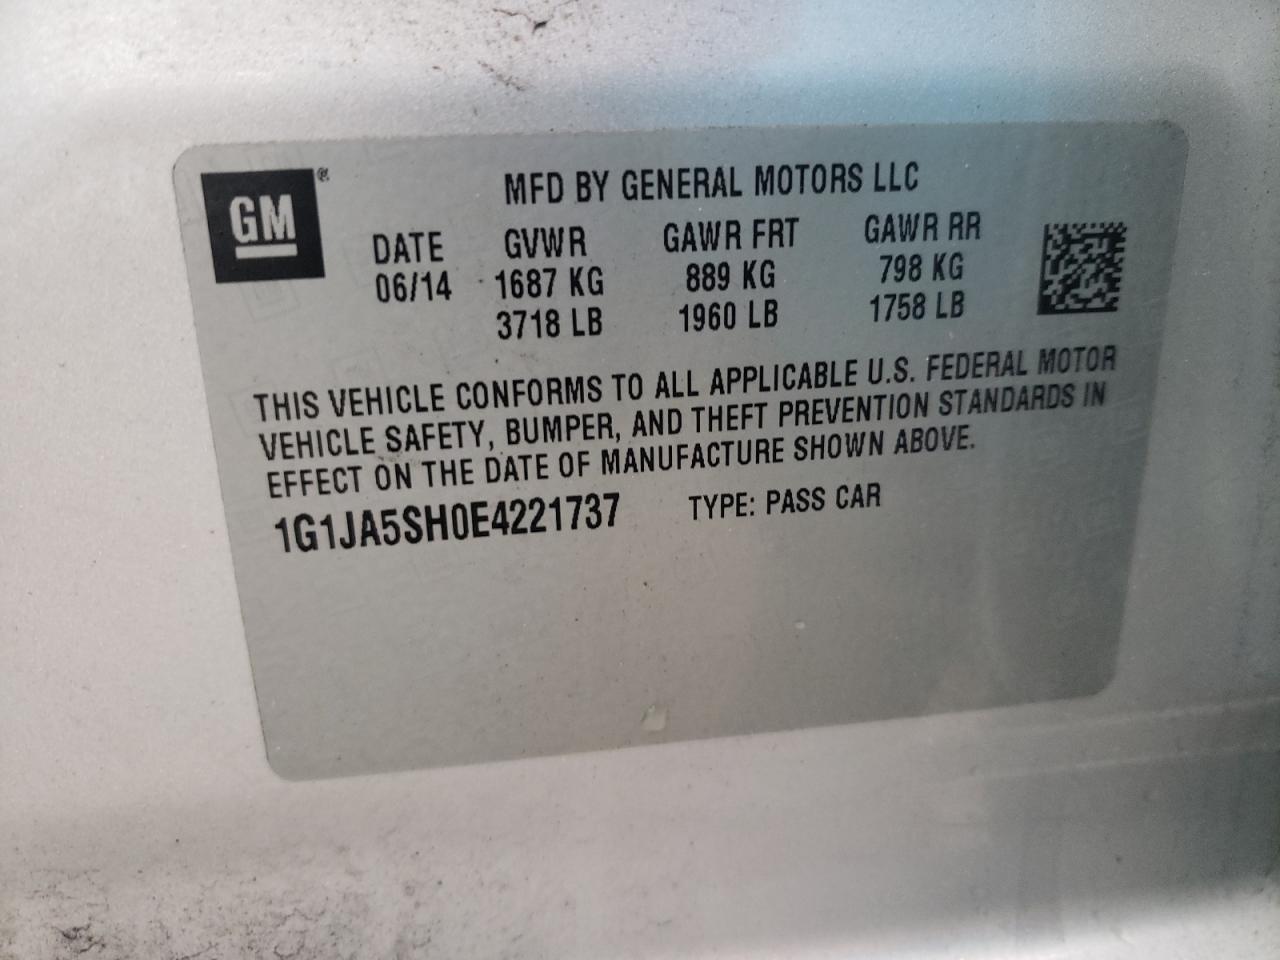 GM®
MFD BY GENERAL MOTORS LLC
DATE GVWR GAWR FRT GAWR RR
06/14 1687 KG 889 KG 798 KG
3718 LB 1960 LB 1758 LB
THIS VEHICLE CONFORMS TO ALL APPLICABLE U.S. FEDERAL MOTOR
VEHICLE SAFETY, BUMPER, AND THEFT PREVENTION STANDARDS IN
EFFECT ON THE DATE OF MANUFACTURE SHOWN ABOVE.
1G1JA5SH0E4221737 TYPE: PASS CAR